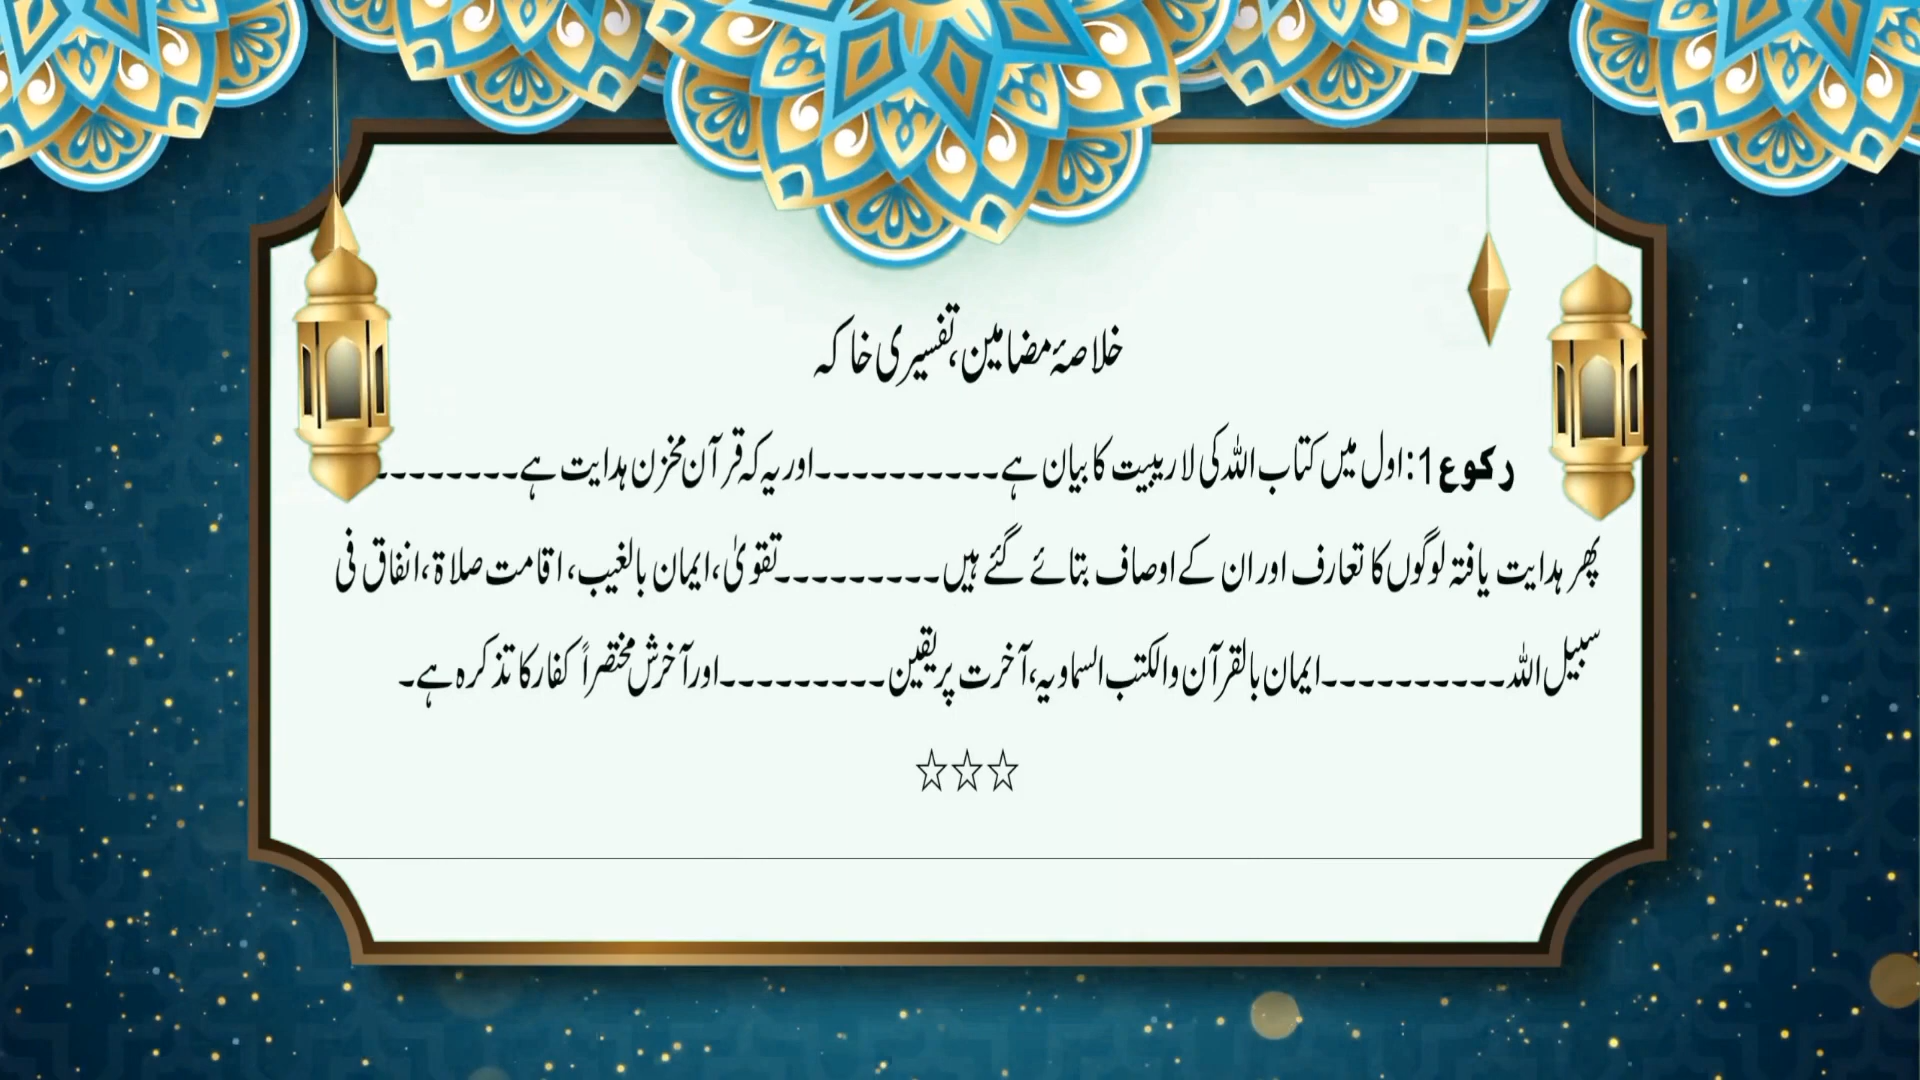 خلاصۂ مضامین، تفسیری خاکہ
رکوع 1: اول میں کتاب اللہ کی لاریبیت کا بیان ہے۔۔۔۔۔۔۔۔۔۔اور یہ کہ قرآن مخزن ہدایت ہے۔۔۔۔۔۔۔۔
پھر ہدایت یافتہ لوگوں کا تعارف اور ان کے اوصاف بتائے گئے ہیں۔۔۔۔۔۔۔۔۔تقویٰ، ایمان بالغیب، اقامت صلاۃ، انفاق فی
سبیل اللہ۔۔۔۔۔۔۔۔۔۔ایمان بالقرآن والکتب السماویہ، آخرت پر یقین۔۔۔۔۔۔۔۔۔اور آخرش مختصراً کفار کا تذکرہ ہے۔
☆☆☆